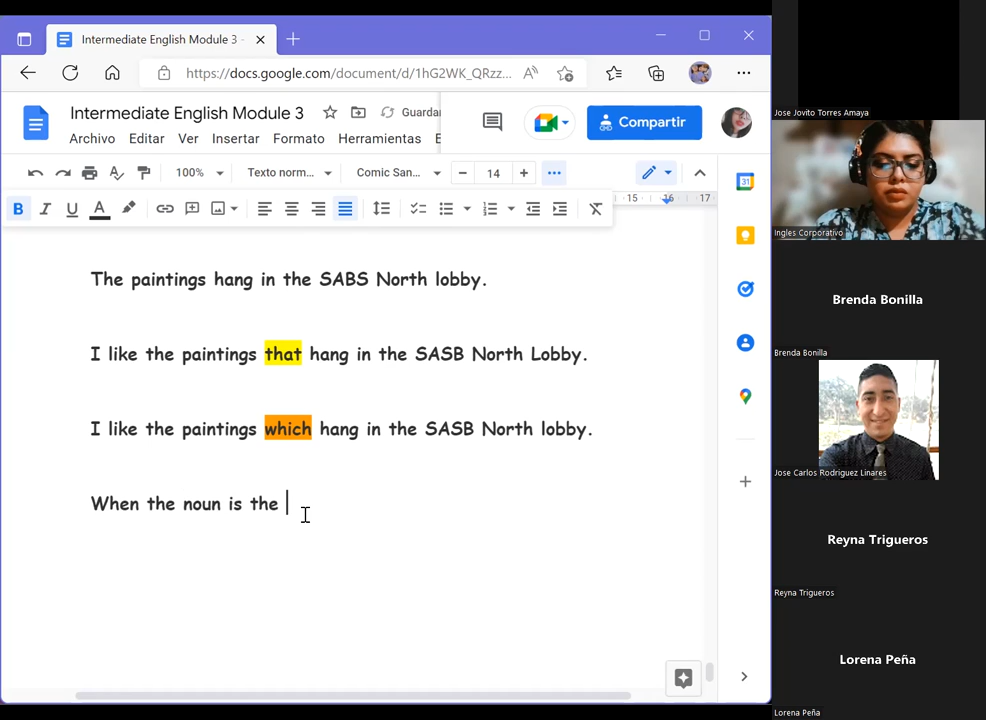 Intermediate English Module 3 -
https://docs.google.com/document/d/1hG2WK_QRzz...
Intermediate English Module 3
Guardar
Archivo Editar Ver Insertar Formato Herramientas E
Compartir
100% Texto norm... Comic San... 14
15 16 17
31
The paintings hang in the SABS North lobby.
I like the paintings that hang in the SASB North Lobby.
I like the paintings which hang in the SASB North lobby.
When the noun is the
Jose Jovito Torres Amaya
Ingles Corporativo
Brenda Bonilla
Brenda Bonilla
Jose Carlos Rodriguez Linares
Reyna Trigueros
Reyna Trigueros
Lorena Peña
Lorena Peña